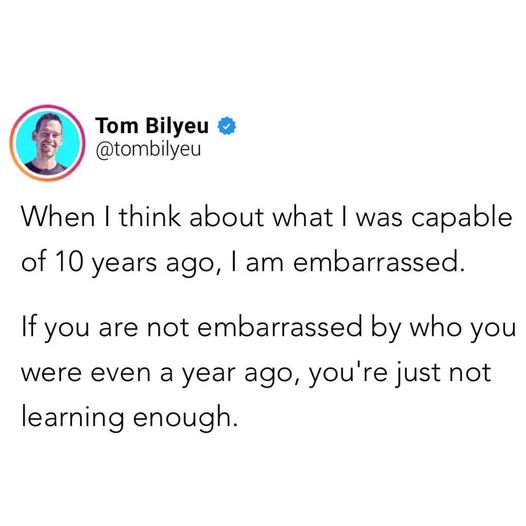 Tom Bilyeu
@tombilyeu
When I think about what I was capable
of 10 years ago, I am embarrassed.
If you are not embarrassed by who you
were even a year ago, you're just not
learning enough.